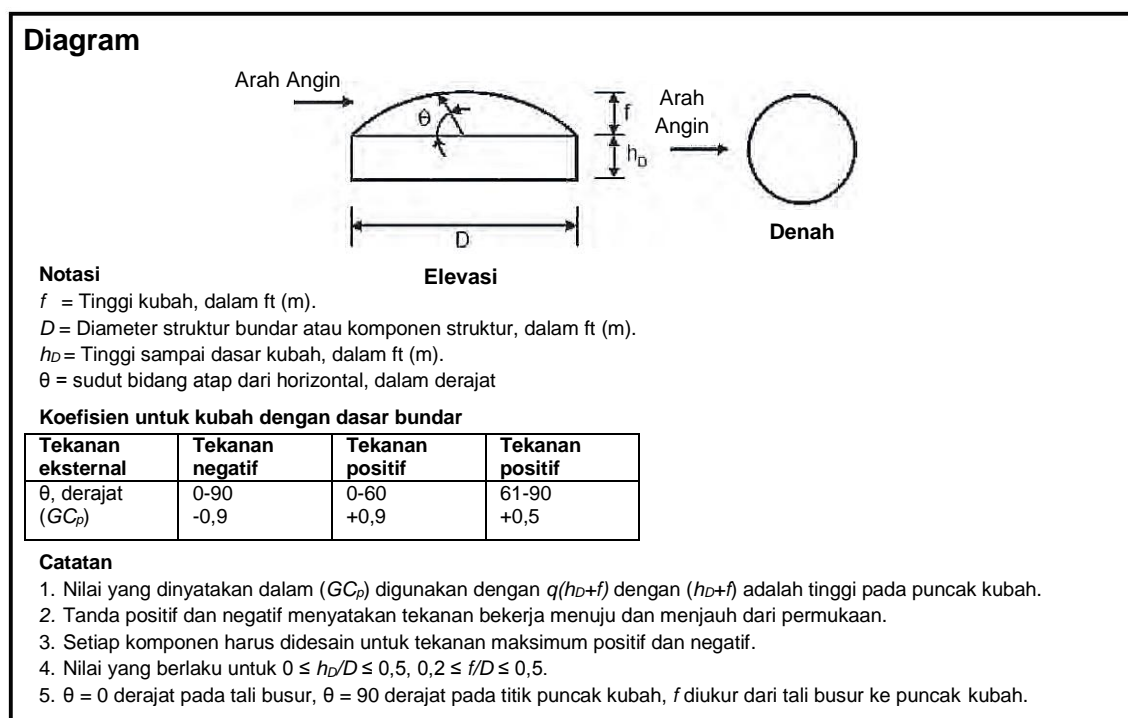 Diagram
Arah Angin
θ
f
h_D
D
Elevasi
Arah
Angin
Denah
Notasi
f = Tinggi kubah, dalam ft (m).
D = Diameter struktur bundar atau komponen struktur, dalam ft (m).
h_D = Tinggi sampai dasar kubah, dalam ft (m).
θ = sudut bidang atap dari horizontal, dalam derajat
Koefisien untuk kubah dengan dasar bundar
Tekanan eksternal Tekanan negatif Tekanan positif Tekanan positif
θ, derajat 0-90 0-60 61-90
(GC_p) -0,9 +0,9 +0,5
Catatan
1. Nilai yang dinyatakan dalam (GC_p) digunakan dengan q(h_D+f) dengan (h_D+f) adalah tinggi pada puncak kubah.
2. Tanda positif dan negatif menyatakan tekanan bekerja menuju dan menjauh dari permukaan.
3. Setiap komponen harus didesain untuk tekanan maksimum positif dan negatif.
4. Nilai yang berlaku untuk 0 ≤ h_D/D ≤ 0,5, 0,2 ≤ f/D ≤ 0,5.
5. θ = 0 derajat pada tali busur, θ = 90 derajat pada titik puncak kubah, f diukur dari tali busur ke puncak kubah.